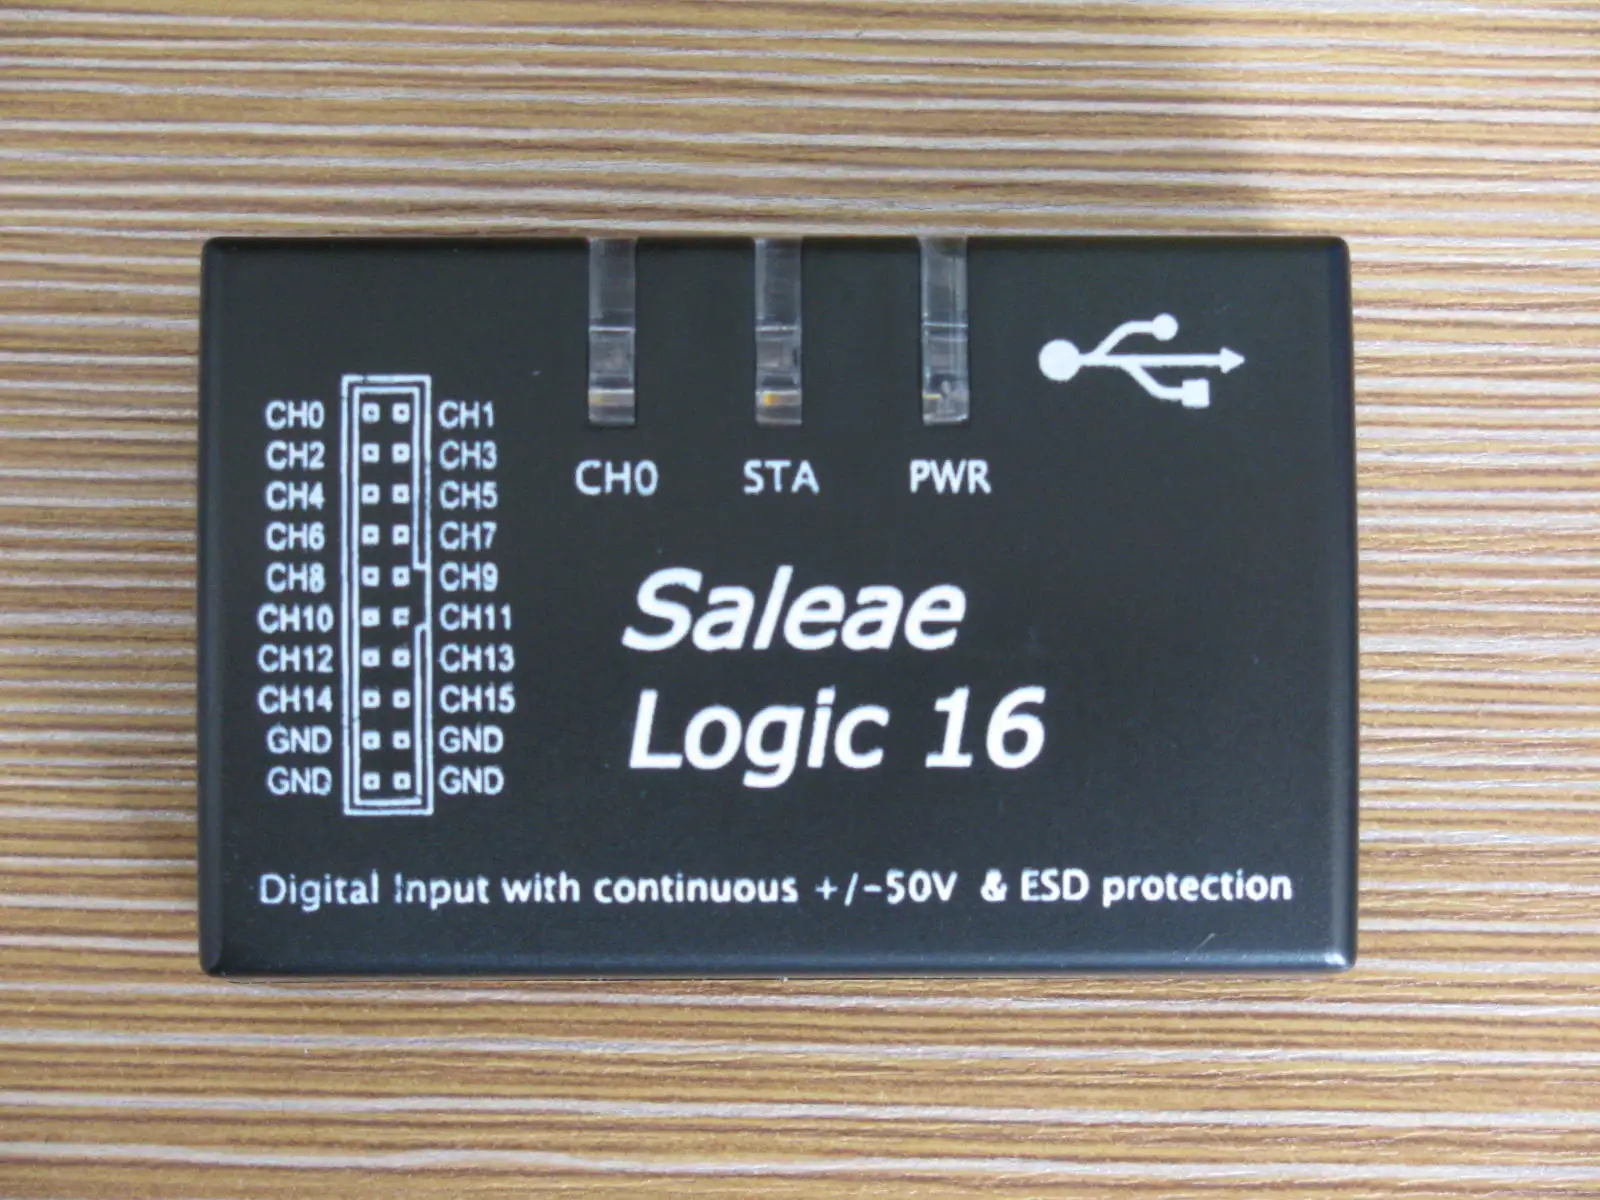 CH0 STA PWR
CH0 CH1
CH2 CH3
CH4 CH5
CH6 CH7
CH8 CH9
CH10 CH11
CH12 CH13
CH14 CH15
GND GND
GND GND
Saleae
Logic 16
Digital Input with continuous +/-50V & ESD protection